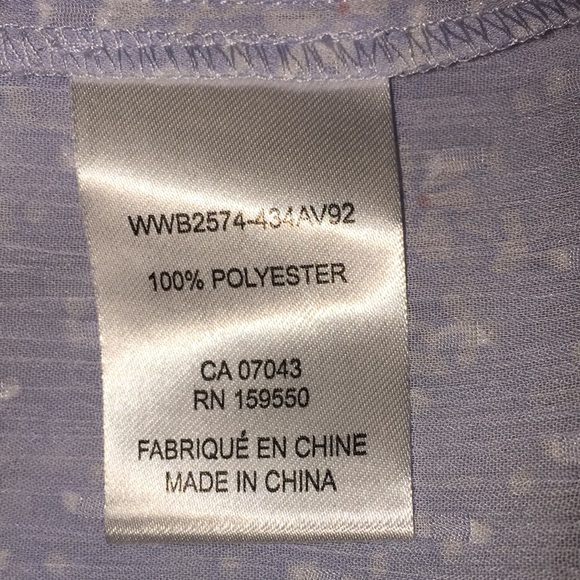 WWB2574-434AV92
100% POLYESTER
CA 07043
RN 159550
FABRIQUÉ EN CHINE
MADE IN CHINA